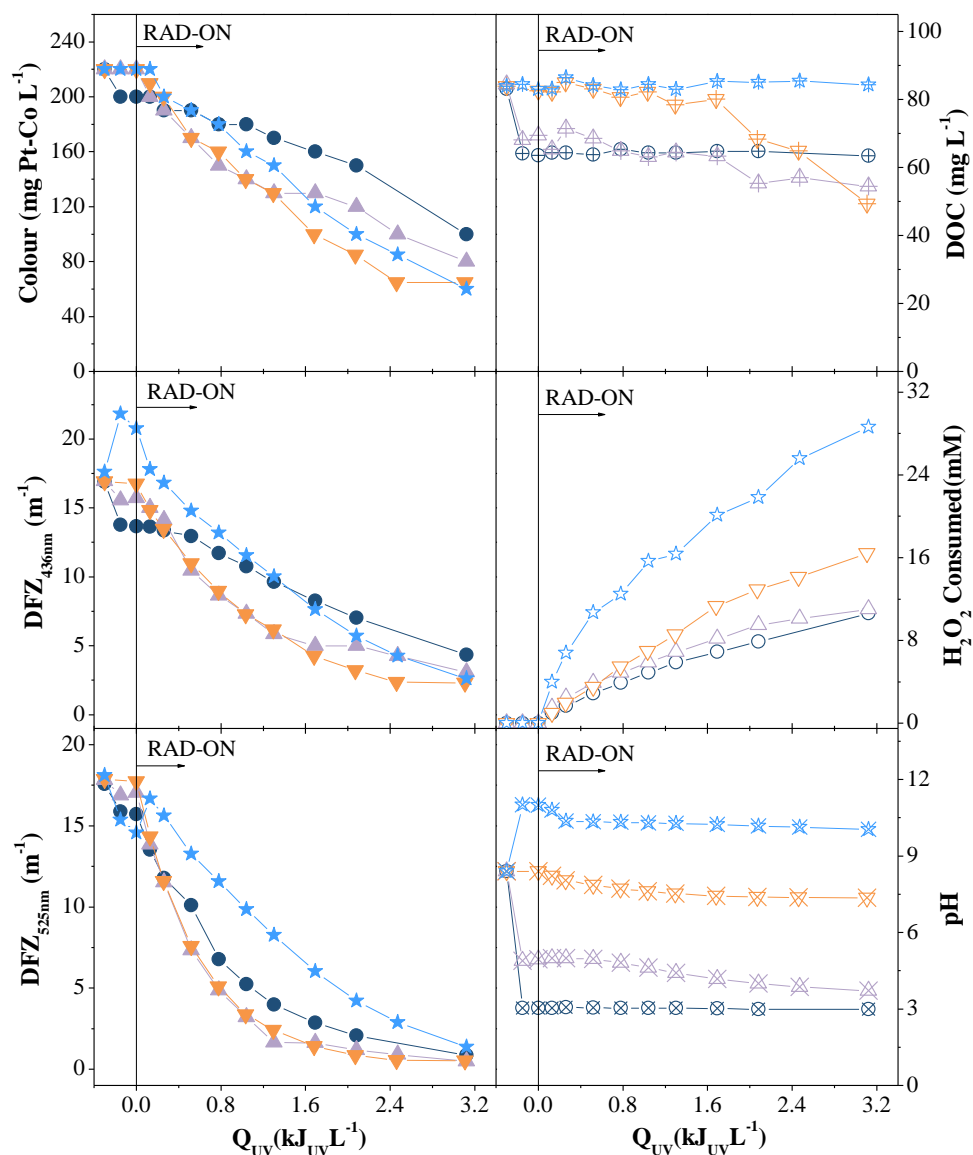 RAD-ON
240
200
160
120
80
40
0
Colour (mg Pt-Co L⁻¹)
RAD-ON
100
80
60
40
20
0
DOC (mg L⁻¹)
RAD-ON
20
15
10
5
0
DFZ₄₃₆ₙₘ (m⁻¹)
RAD-ON
32
24
16
8
0
H₂O₂ Consumed(mM)
RAD-ON
20
15
10
5
0
DFZ₅₂₅ₙₘ (m⁻¹)
0.0 0.8 1.6 2.4 3.2
Q_UV(kJ_UVL⁻¹)
RAD-ON
12
9
6
3
0
pH
0.0 0.8 1.6 2.4 3.2
Q_UV(kJ_UVL⁻¹)